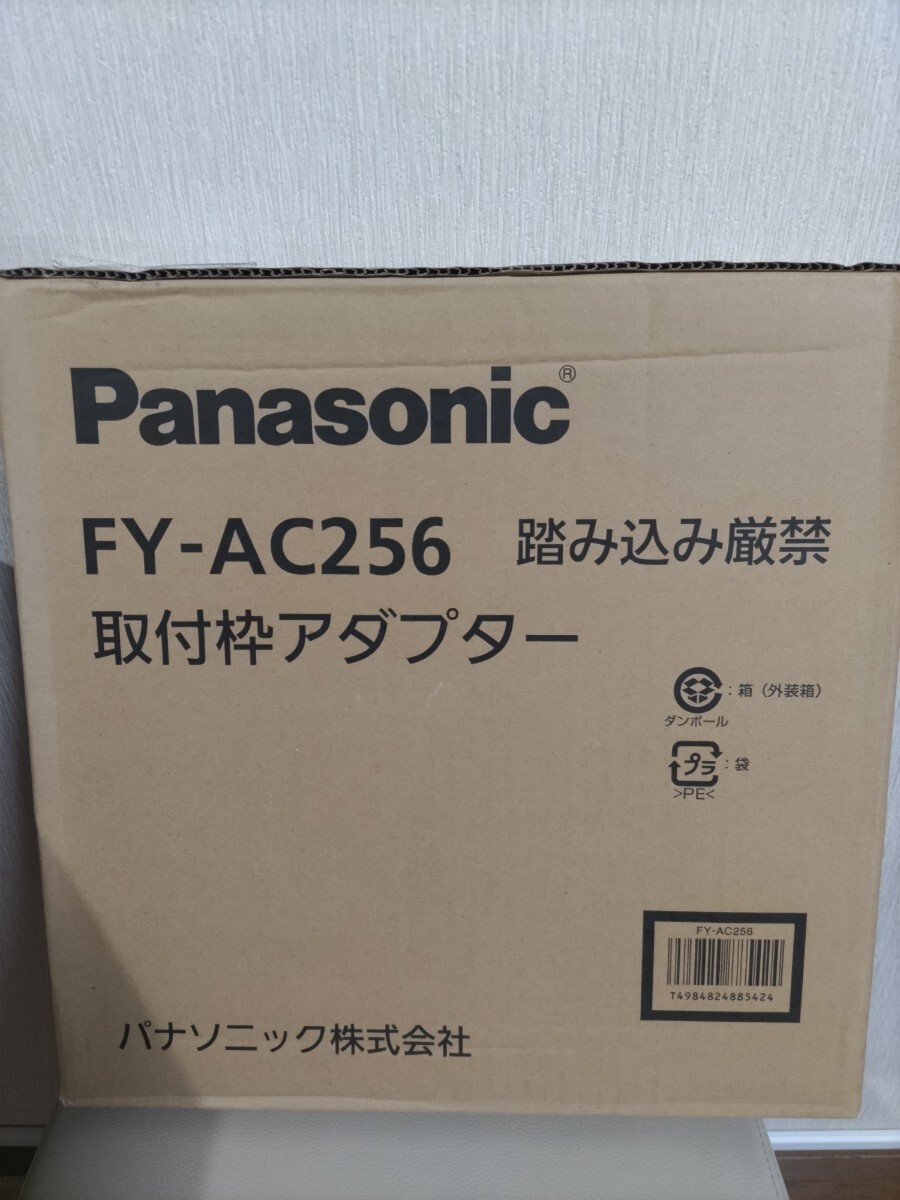 Panasonic®
FY-AC256 踏み込み厳禁
取付枠アダプター
:箱（外装箱）
ダンボール
プラ :袋
>PE<
FY-AC256
T4984824885424
パナソニック株式会社